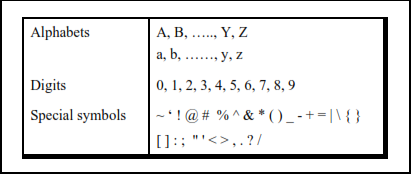 Alphabets A, B, ….., Y, Z
a, b, ……, y, z
Digits 0, 1, 2, 3, 4, 5, 6, 7, 8, 9
Special symbols ~ ‘ ! @ # % ^ & * ( ) _ - + = | \ { }
[ ] : ; " ' < > , . ? /